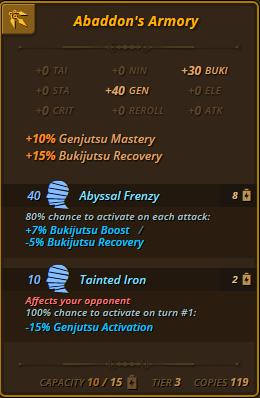 Abaddon's Armory
+0 TAI +0 NIN +30 BUKI
+0 STA +40 GEN +0 ELE
+0 CRIT +0 REROLL +0 ATK
+10% Genjutsu Mastery
+15% Bukijutsu Recovery
40 Abyssal Frenzy 8
80% chance to activate on each attack:
+7% Bukijutsu Boost /
-5% Bukijutsu Recovery
10 Tainted Iron 2
Affects your opponent
100% chance to activate on turn #1:
-15% Genjutsu Activation
CAPACITY 10 / 15 TIER 3 COPIES 119